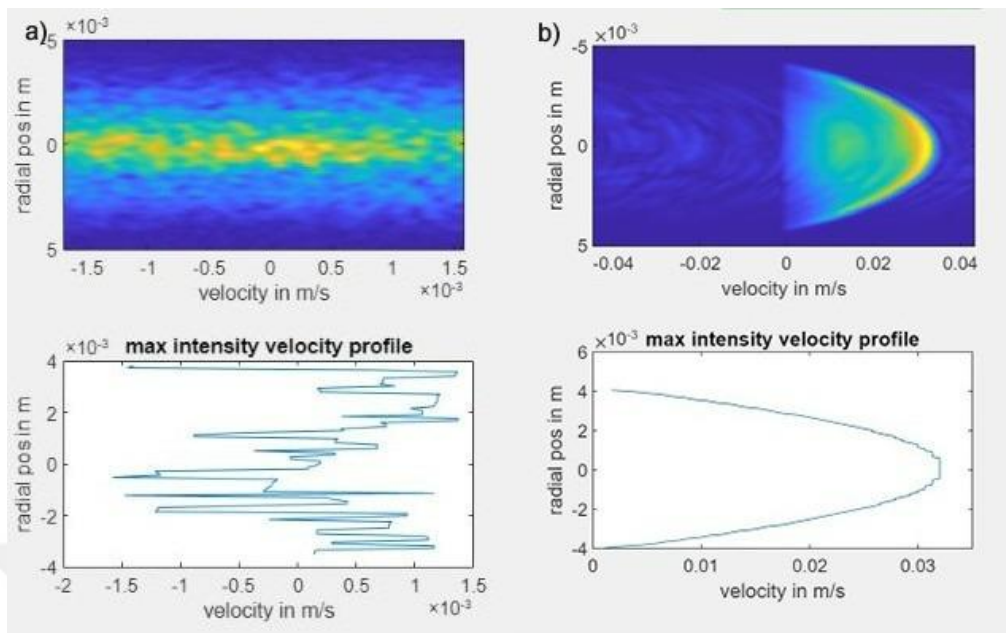 a)
×10-3
-5
0
5
radial pos in m
-1.5 -1 -0.5 0 0.5 1 1.5
velocity in m/s
×10-3
b)
×10-3
-5
0
5
radial pos in m
-0.04 -0.02 0 0.02 0.04
velocity in m/s
×10-3
max intensity velocity profile
4
2
0
-2
-4
radial pos in m
-2 -1.5 -1 -0.5 0 0.5 1 1.5
velocity in m/s
×10-3
×10-3
max intensity velocity profile
6
4
2
0
-2
-4
radial pos in m
0 0.01 0.02 0.03
velocity in m/s